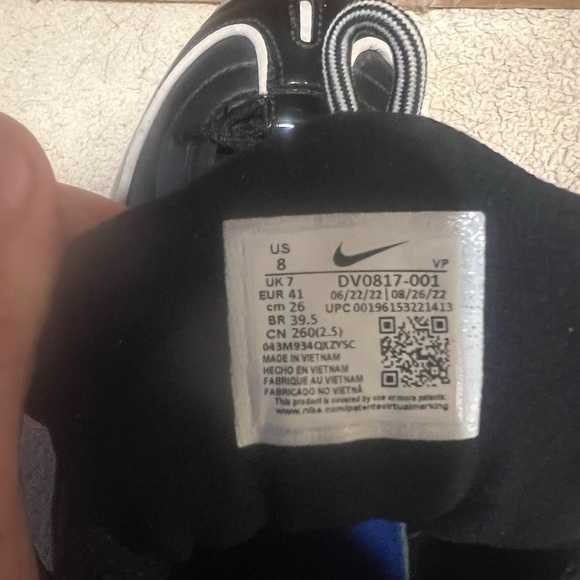 US
8
VP
UK 7
DV0817-001
EUR 41
06/22/22 | 08/26/22
cm 26
UPC 00196153221413
BR 39.5
CN 260(2.5)
043M934QXZYSC
MADE IN VIETNAM
HECHO EN VIETNAM
FABRIQUE AU VIETNAM
FABRICADO NO VIETNÃ
This product is covered by one or more patents.
www.nike.com/patentsvirtualmarking